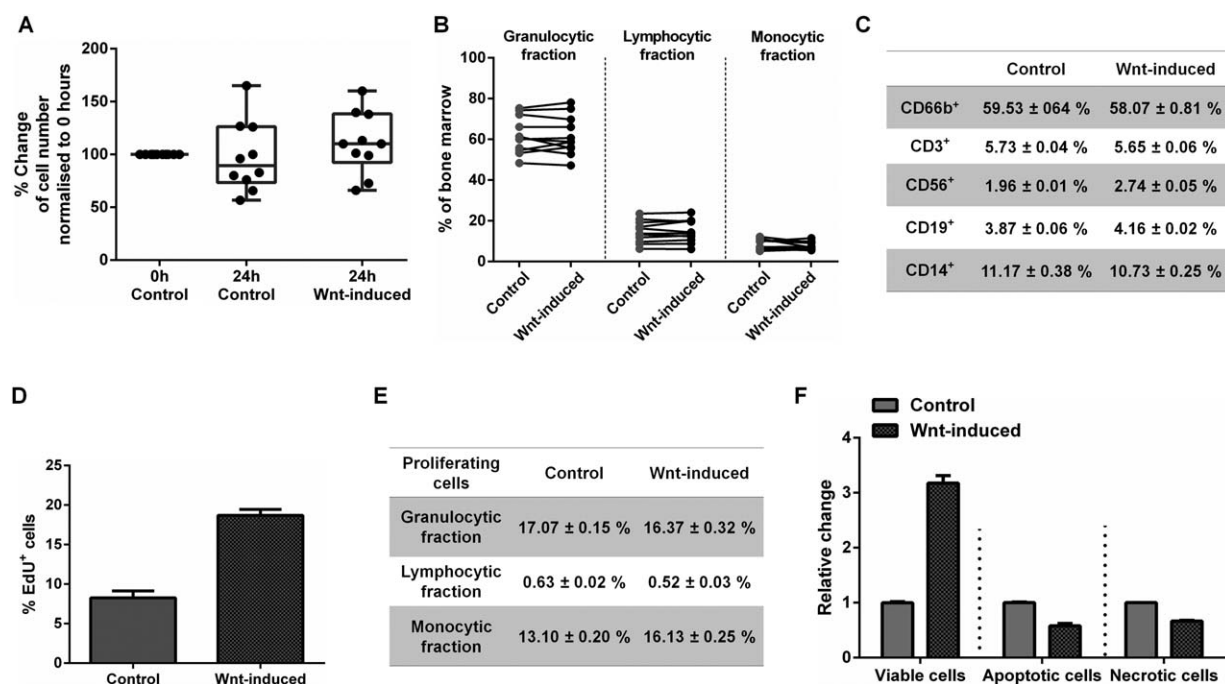 A
% Change
of cell number
normalised to 0 hours
200
150
100
50
0
0h
Control
24h
Control
24h
Wnt-induced
B
Granulocytic
fraction
Lymphocytic
fraction
Monocytic
fraction
% of bone marrow
100
80
60
40
20
0
Control
Wnt-induced
Control
Wnt-induced
Control
Wnt-induced
C
Control Wnt-induced
CD66b+ 59.53 ± 064 % 58.07 ± 0.81 %
CD3+ 5.73 ± 0.04 % 5.65 ± 0.06 %
CD56+ 1.96 ± 0.01 % 2.74 ± 0.05 %
CD19+ 3.87 ± 0.06 % 4.16 ± 0.02 %
CD14+ 11.17 ± 0.38 % 10.73 ± 0.25 %
D
% EdU+ cells
25
20
15
10
5
0
Control
Wnt-induced
E
Proliferating
cells
Control Wnt-induced
Granulocytic
fraction
17.07 ± 0.15 % 16.37 ± 0.32 %
Lymphocytic
fraction
0.63 ± 0.02 % 0.52 ± 0.03 %
Monocytic
fraction
13.10 ± 0.20 % 16.13 ± 0.25 %
F
Control
Wnt-induced
Relative change
4
3
2
1
0
Viable cells
Apoptotic cells
Necrotic cells